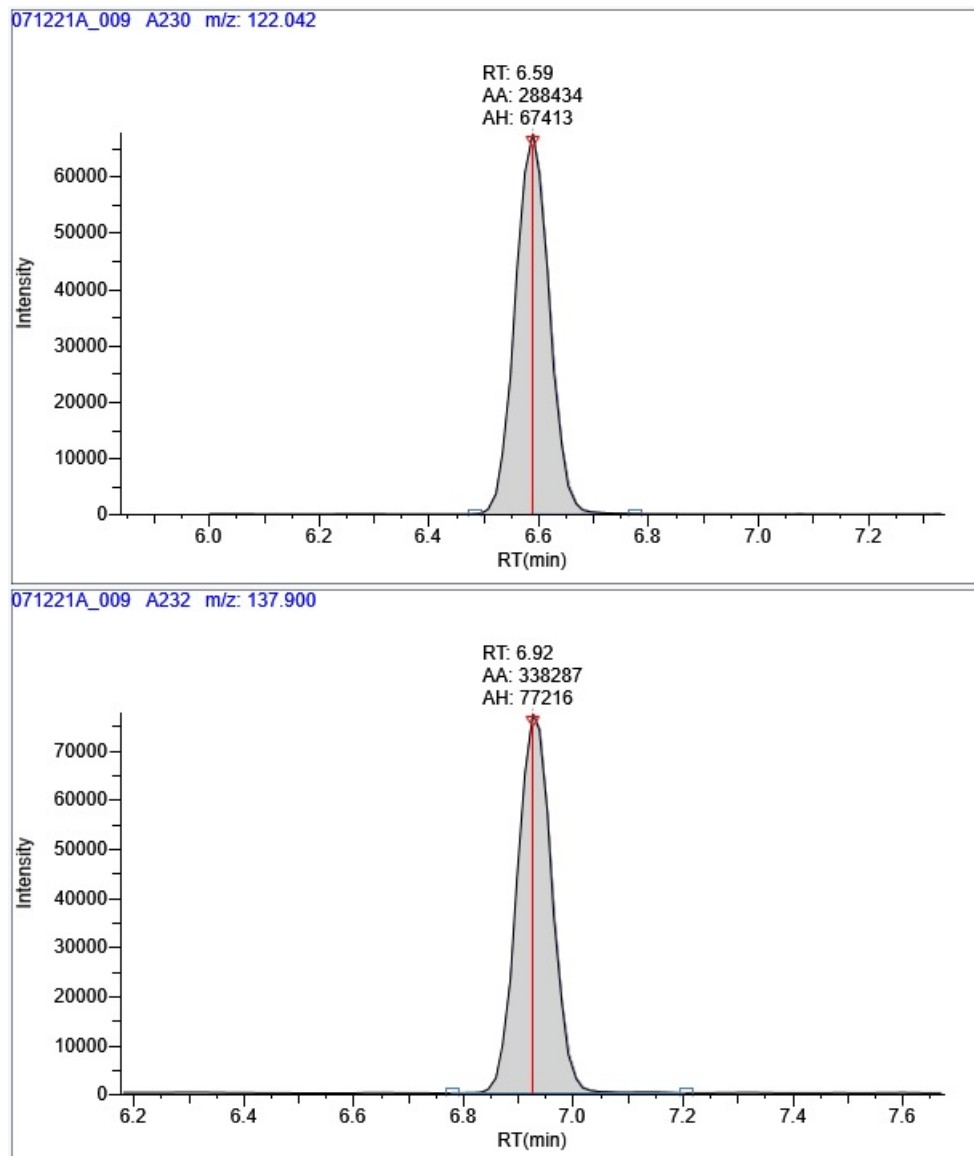 071221A_009 A230 m/z: 122.042
RT: 6.59
AA: 288434
AH: 67413
60000
50000
40000
30000
20000
10000
0
Intensity
6.0 6.2 6.4 6.6 6.8 7.0 7.2
RT(min)
071221A_009 A232 m/z: 137.900
RT: 6.92
AA: 338287
AH: 77216
70000
60000
50000
40000
30000
20000
10000
0
Intensity
6.2 6.4 6.6 6.8 7.0 7.2 7.4 7.6
RT(min)